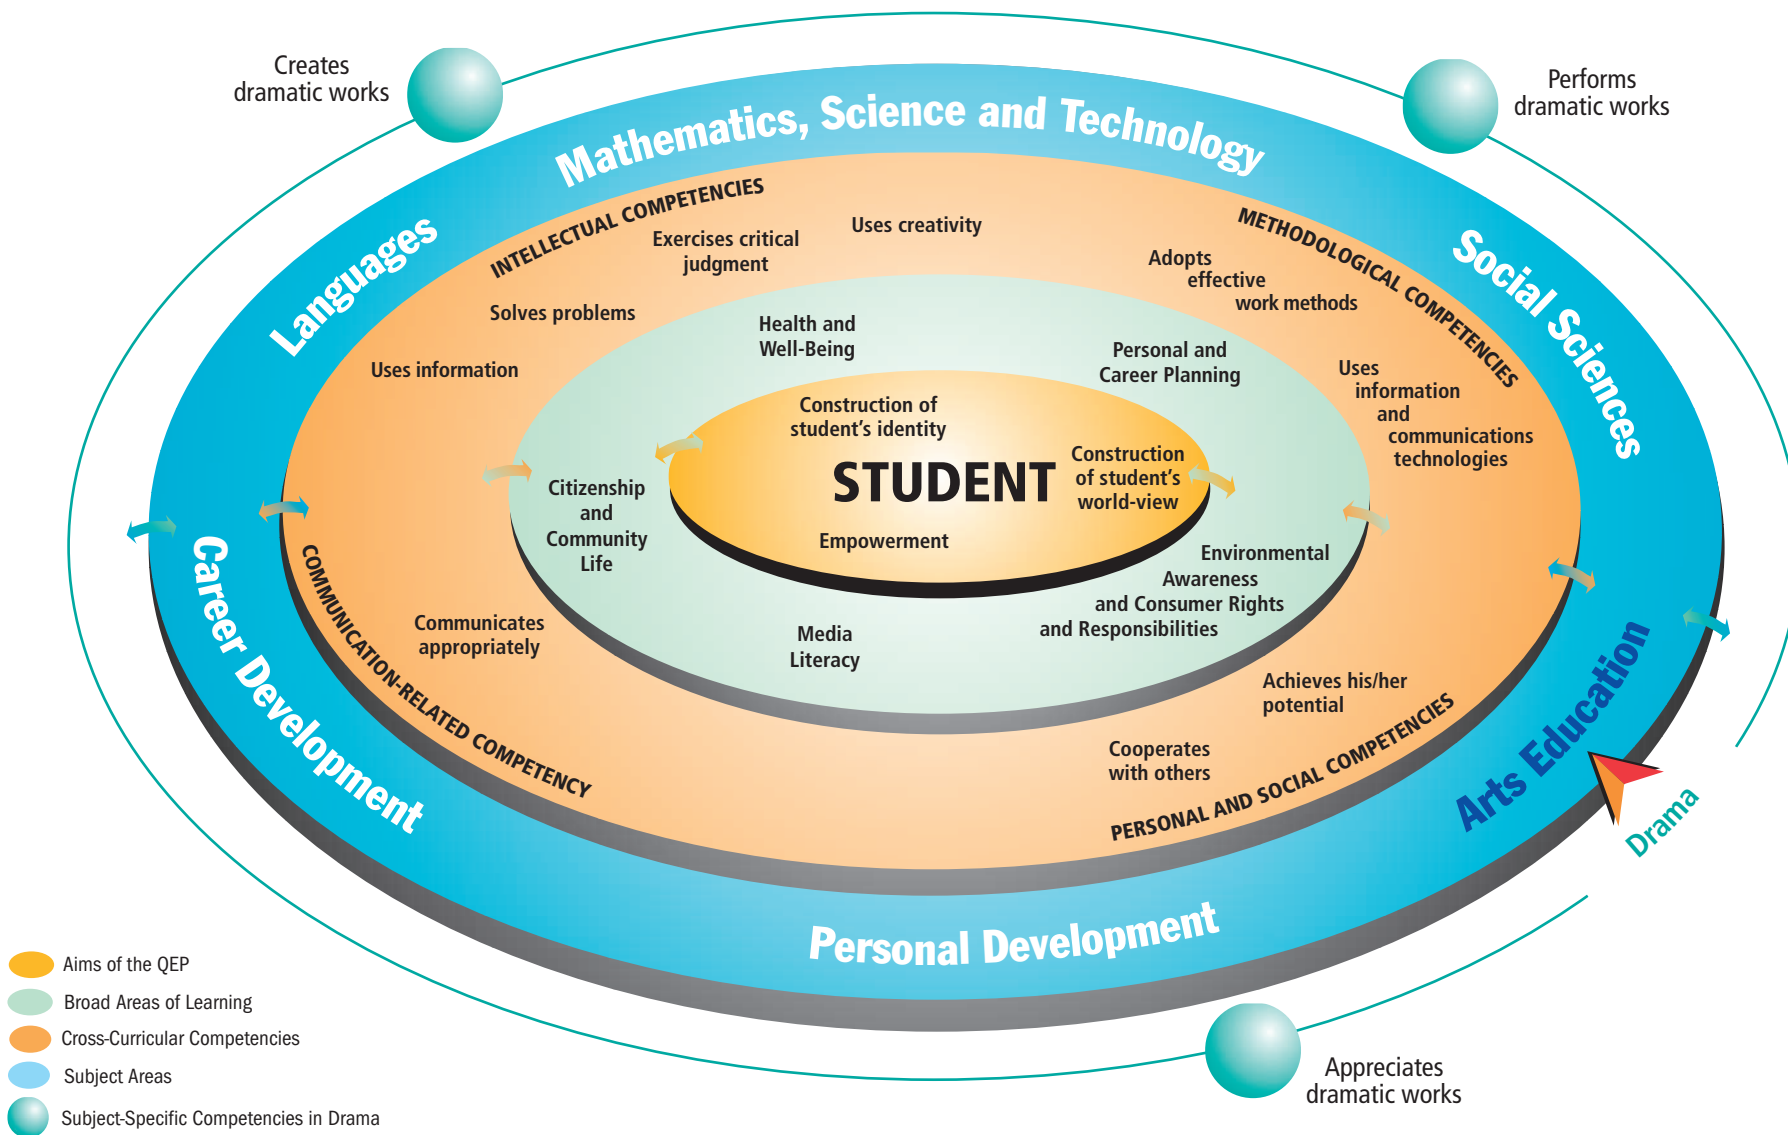 Creates
dramatic works
Performs
dramatic works
Mathematics, Science and Technology
Languages
Social Sciences
INTELLECTUAL COMPETENCIES
METHODOLOGICAL COMPETENCIES
Uses creativity
Exercises critical
judgment
Solves problems
Uses information
Adopts
effective
work methods
Uses
information
and
communications
technologies
Health and
Well-Being
Personal and
Career Planning
Construction of
student's identity
STUDENT
Construction
of student's
world-view
Empowerment
Citizenship
and
Community
Life
Environmental
Awareness
and Consumer Rights
and Responsibilities
Media
Literacy
Communicates
appropriately
COMMUNICATION-RELATED COMPETENCY
Achieves his/her
potential
Cooperates
with others
PERSONAL AND SOCIAL COMPETENCIES
Career Development
Arts Education
Drama
Personal Development
Appreciates
dramatic works
Aims of the QEP
Broad Areas of Learning
Cross-Curricular Competencies
Subject Areas
Subject-Specific Competencies in Drama